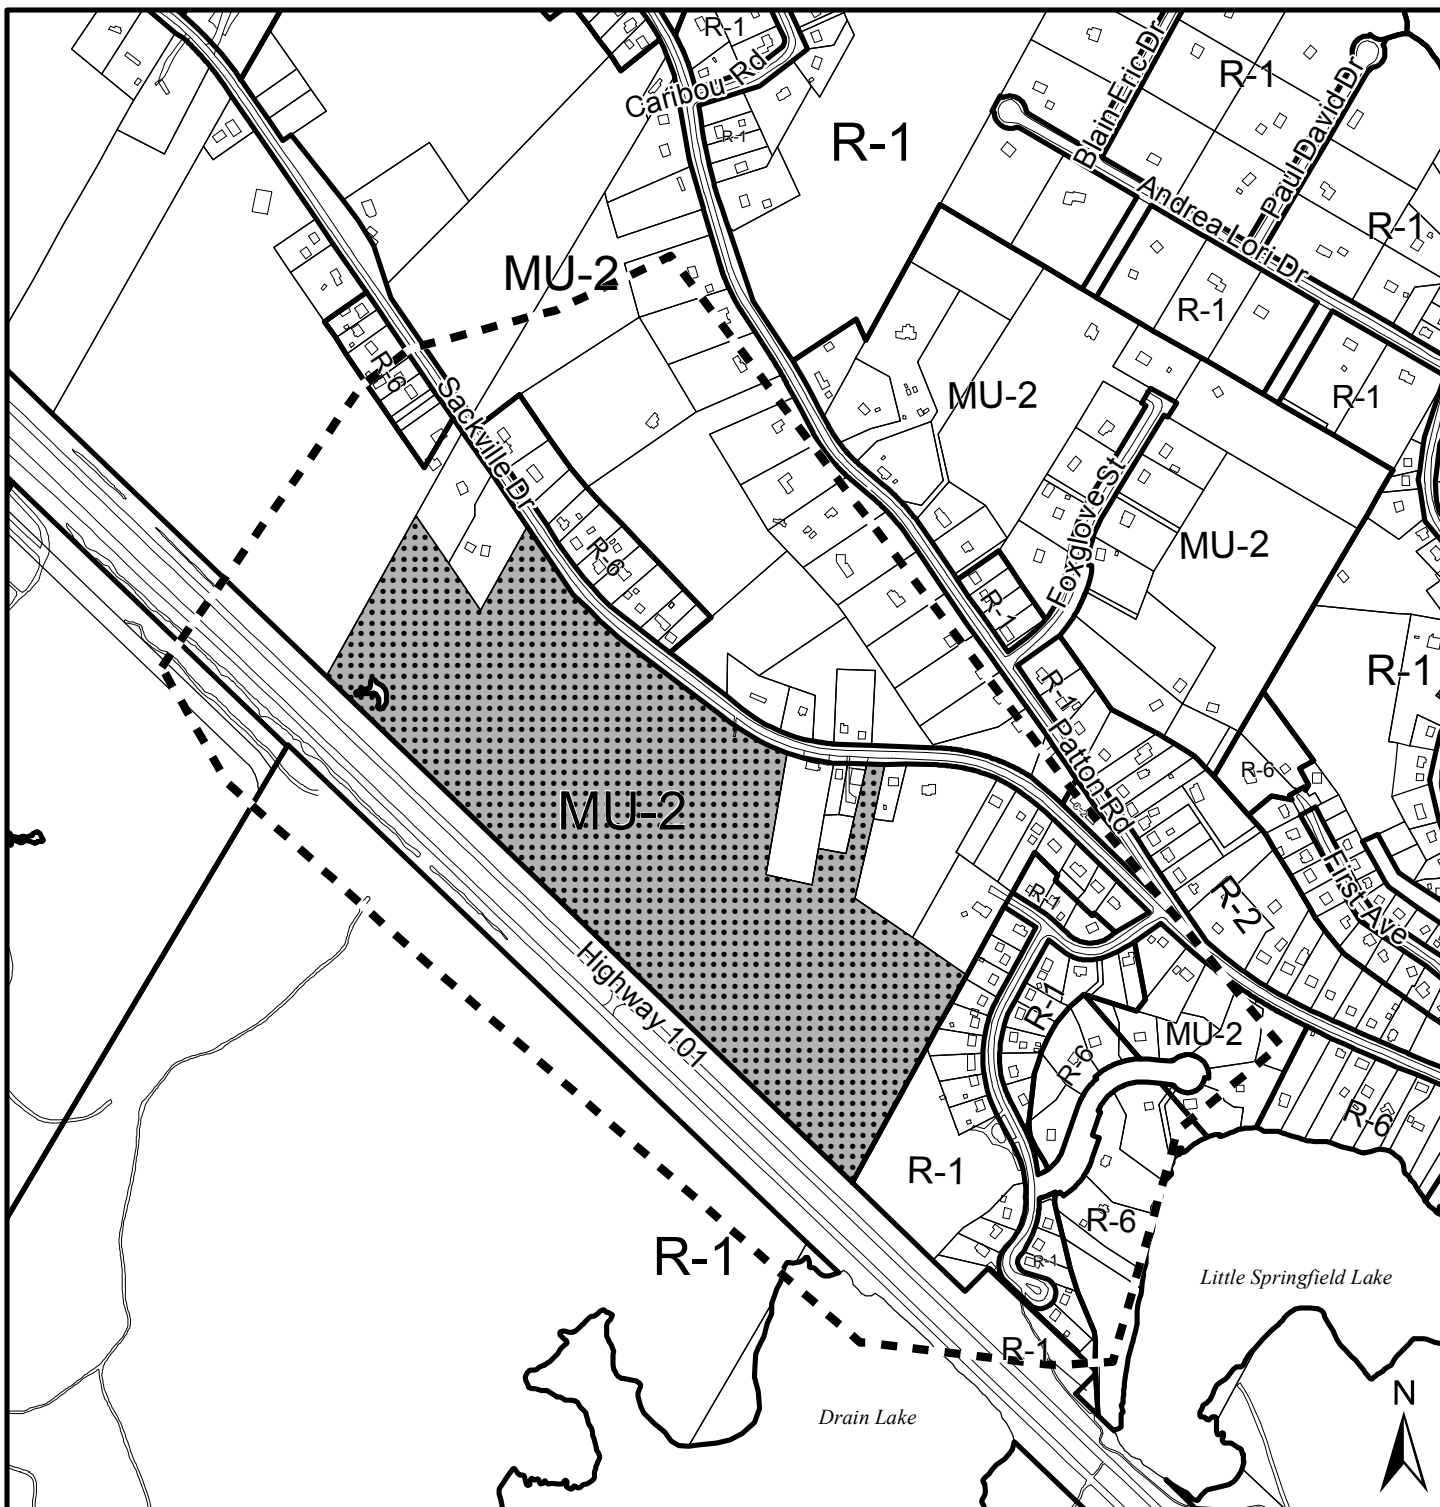 R-1
Caribou Rd
R-1
R-1
Blain Eric Dr
R-1
Paul David Dr
Andrea Lori Dr
R-1
MU-2
R-1
R-6
Sackville Dr
MU-2
R-1
R-6
Foxglove St
MU-2
R-1
R-1
R-1
Patton Rd
R-6
MU-2
First Ave
R-2
R-1
Highway 101
R-1
MU-2
R-6
R-6
R-1
R-6
R-1
R-1
Little Springfield Lake
R-1
Drain Lake
N